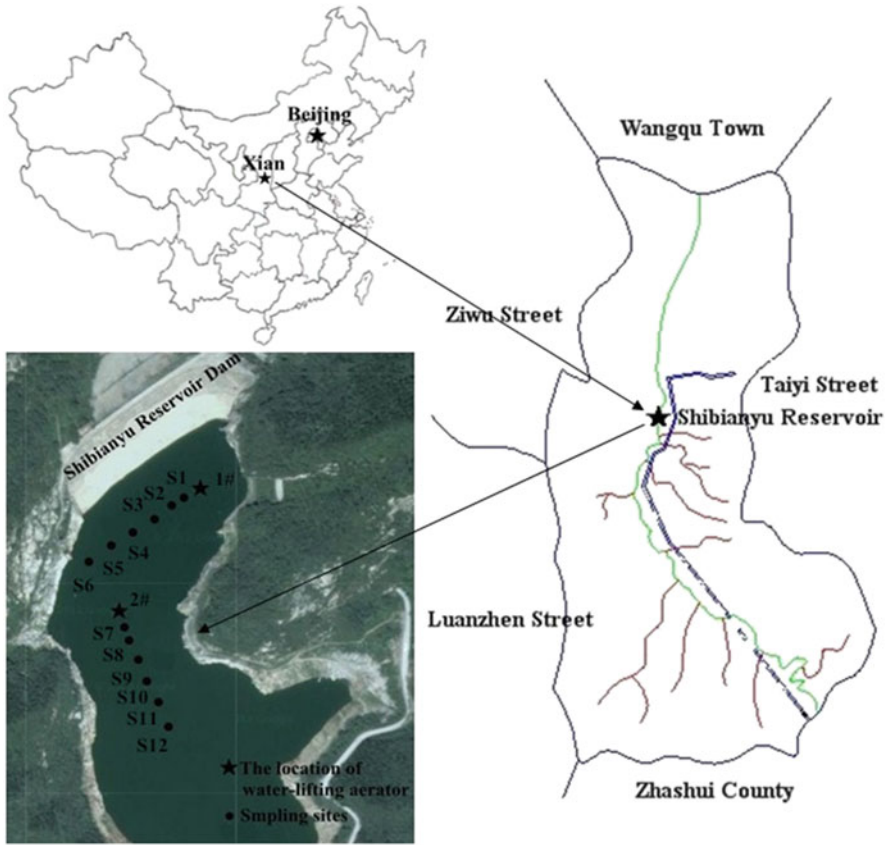 Beijing
Xian
Wangqu Town
Ziwu Street
Taiyi Street
Shibianyu Reservoir
Luanzhen Street
Zhashui County
Shibianyu Reservoir Dam
1#
S1
S2
S3
S4
S5
S6
2#
S7
S8
S9
S10
S11
S12
The location of
water-lifting aerator
Smpling sites